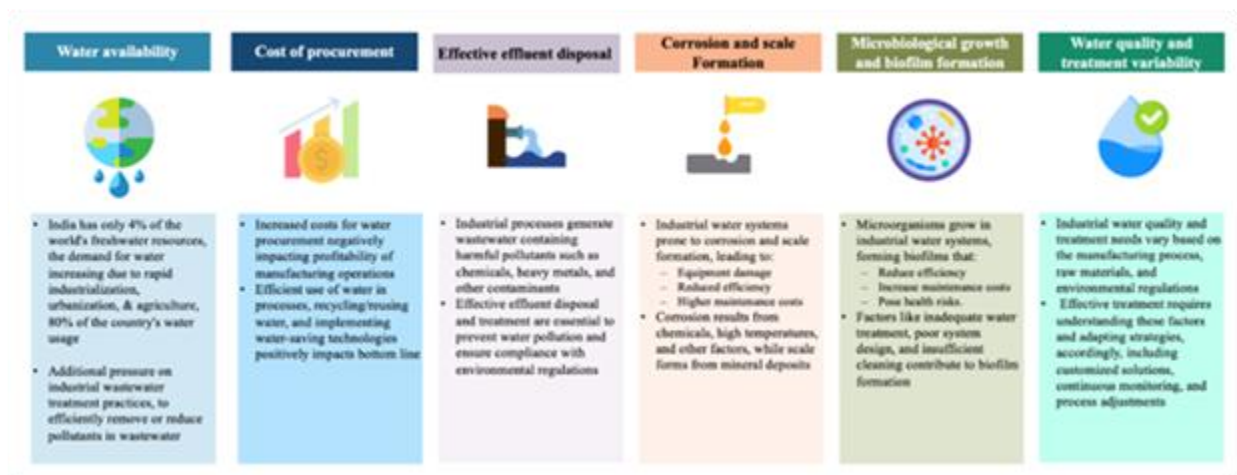 Water availability
• India has only 4% of the
world's freshwater resources,
the demand for water
increasing due to rapid
industrialization,
urbanization, & agriculture,
80% of the country's water
usage
• Additional pressure on
industrial wastewater
treatment practices, to
efficiently remove or reduce
pollutants in wastewater
Cost of procurement
• Increased costs for water
procurement negatively
impacting profitability of
manufacturing operations
• Efficient use of water in
processes, recycling/reusing
water, and implementing
water-saving technologies
positively impacts bottom line
Effective effluent disposal
• Industrial processes generate
wastewater containing
harmful pollutants such as
chemicals, heavy metals, and
other contaminants
• Effective effluent disposal
and treatment are essential to
prevent water pollution and
ensure compliance with
environmental regulations
Corrosion and scale
Formation
• Industrial water systems
prone to corrosion and scale
formation, leading to:
– Equipment damage
– Reduced efficiency
– Higher maintenance costs
• Corrosion results from
chemicals, high temperatures,
and other factors, while scale
forms from mineral deposits
Microbiological growth
and biofilm formation
• Microorganisms grow in
industrial water systems,
forming biofilms that:
– Reduce efficiency
– Increase maintenance costs
– Pose health risks.
• Factors like inadequate water
treatment, poor system
design, and insufficient
cleaning contribute to biofilm
formation
Water quality and
treatment variability
• Industrial water quality and
treatment needs vary based on
the manufacturing process,
raw materials, and
environmental regulations
• Effective treatment requires
understanding these factors
and adapting strategies,
accordingly, including
customized solutions,
continuous monitoring, and
process adjustments